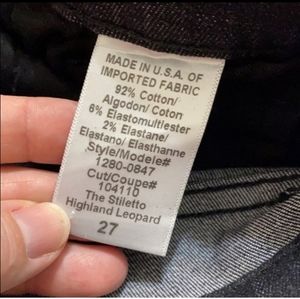 MADE IN U.S.A. OF
IMPORTED FABRIC
92% Cotton/
Algodon/ Coton
6% Elastomultiester
2% Elastane/
Elastano/ Elasthanne
Style/Modele#
1280-0847
Cut/Coupe#
104110
The Stiletto
Highland Leopard
27